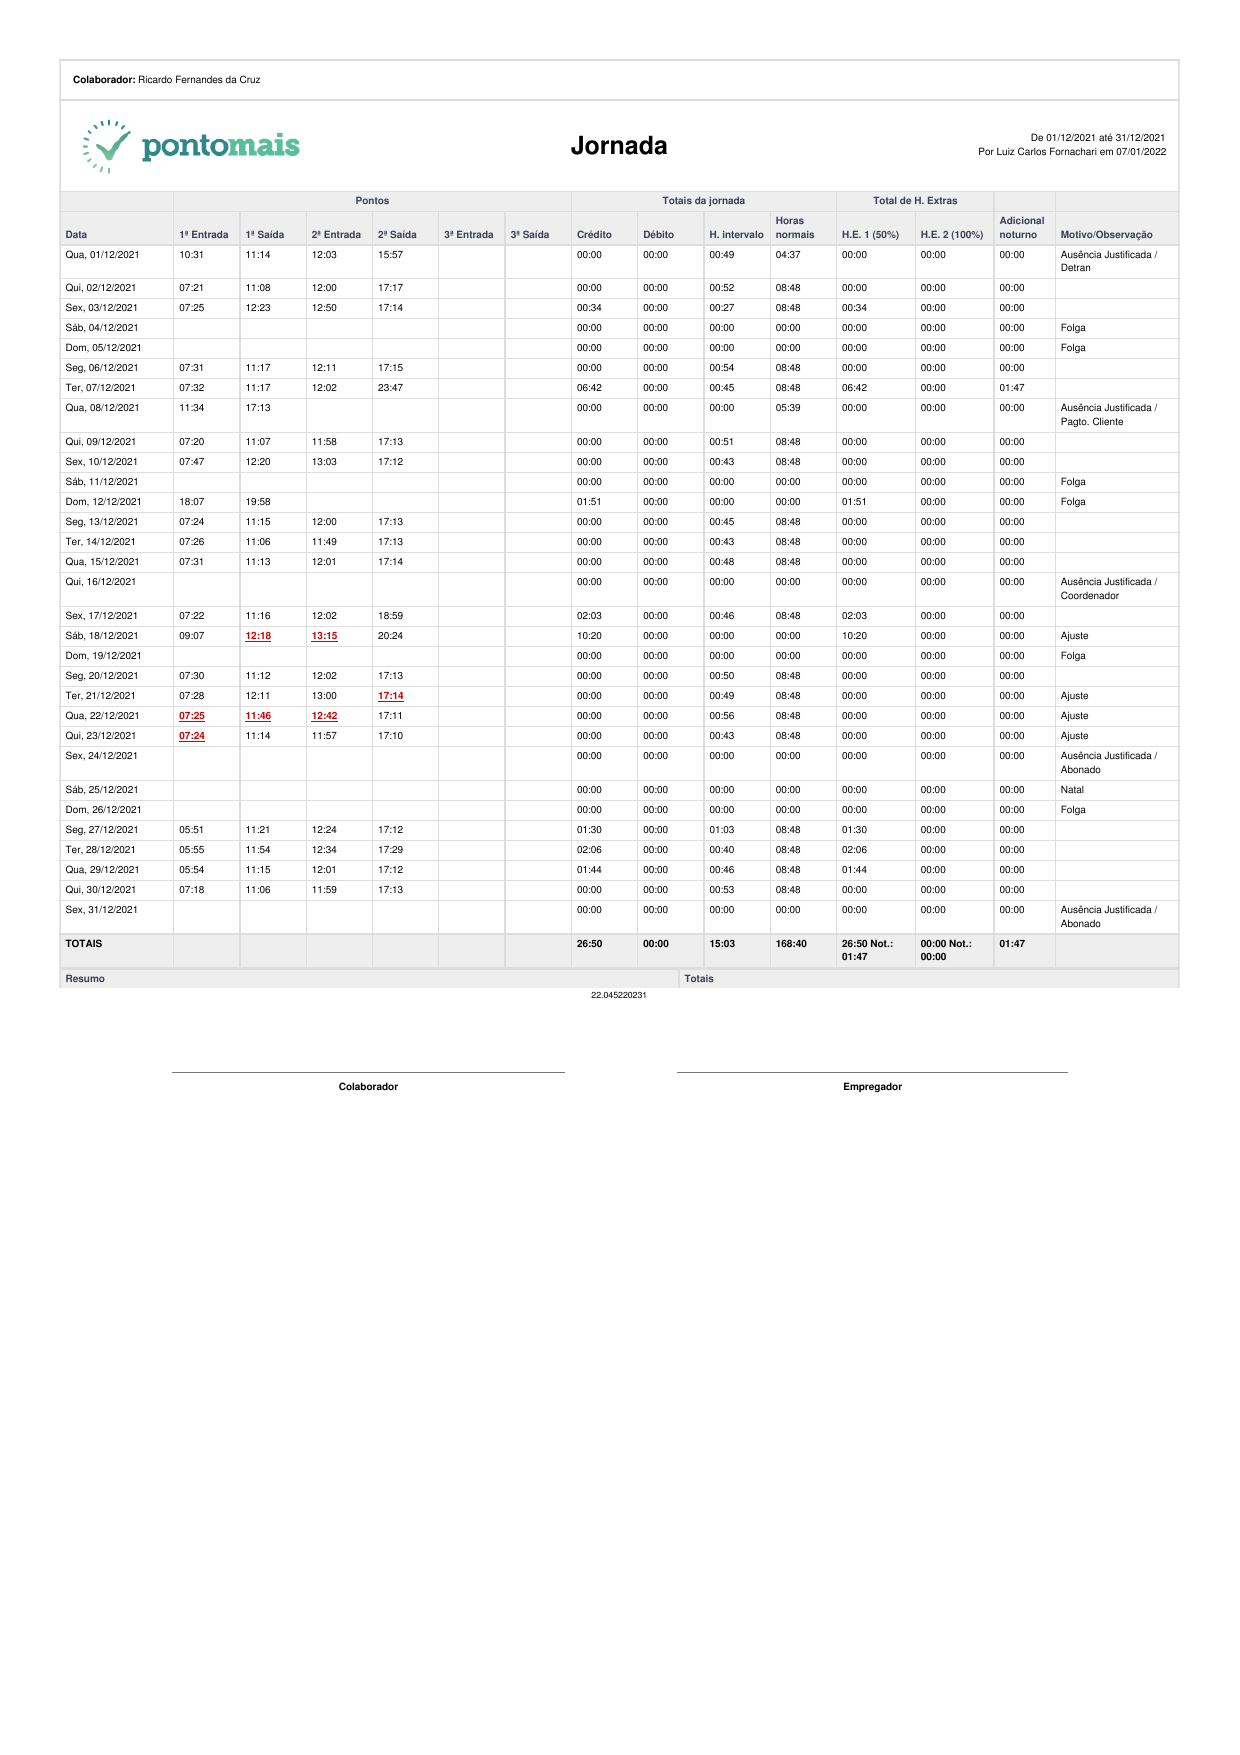 Colaborador: Ricardo Fernandes da Cruz
pontomais
Jornada
De 01/12/2021 até 31/12/2021
Por Luiz Carlos Fornachari em 07/01/2022
Pontos Totais da jornada Total de H. Extras
Data 1ª Entrada 1ª Saída 2ª Entrada 2ª Saída 3ª Entrada 3ª Saída Crédito Débito H. intervalo Horas normais H.E. 1 (50%) H.E. 2 (100%) Adicional noturno Motivo/Observação
Qua, 01/12/2021 10:31 11:14 12:03 15:57 00:00 00:00 00:49 04:37 00:00 00:00 00:00 Ausência Justificada /
Detran
Qui, 02/12/2021 07:21 11:08 12:00 17:17 00:00 00:00 00:52 08:48 00:00 00:00 00:00
Sex, 03/12/2021 07:25 12:23 12:50 17:14 00:34 00:00 00:27 08:48 00:34 00:00 00:00
Sáb, 04/12/2021 00:00 00:00 00:00 00:00 00:00 00:00 00:00 Folga
Dom, 05/12/2021 00:00 00:00 00:00 00:00 00:00 00:00 00:00 Folga
Seg, 06/12/2021 07:31 11:17 12:11 17:15 00:00 00:00 00:54 08:48 00:00 00:00 00:00
Ter, 07/12/2021 07:32 11:17 12:02 23:47 06:42 00:00 00:45 08:48 06:42 00:00 01:47
Qua, 08/12/2021 11:34 17:13 00:00 00:00 00:00 05:39 00:00 00:00 00:00 Ausência Justificada /
Pagto. Cliente
Qui, 09/12/2021 07:20 11:07 11:58 17:13 00:00 00:00 00:51 08:48 00:00 00:00 00:00
Sex, 10/12/2021 07:47 12:20 13:03 17:12 00:00 00:00 00:43 08:48 00:00 00:00 00:00
Sáb, 11/12/2021 00:00 00:00 00:00 00:00 00:00 00:00 00:00 Folga
Dom, 12/12/2021 18:07 19:58 01:51 00:00 00:00 00:00 01:51 00:00 00:00 Folga
Seg, 13/12/2021 07:24 11:15 12:00 17:13 00:00 00:00 00:45 08:48 00:00 00:00 00:00
Ter, 14/12/2021 07:26 11:06 11:49 17:13 00:00 00:00 00:43 08:48 00:00 00:00 00:00
Qua, 15/12/2021 07:31 11:13 12:01 17:14 00:00 00:00 00:48 08:48 00:00 00:00 00:00
Qui, 16/12/2021 00:00 00:00 00:00 00:00 00:00 00:00 00:00 Ausência Justificada /
Coordenador
Sex, 17/12/2021 07:22 11:16 12:02 18:59 02:03 00:00 00:46 08:48 02:03 00:00 00:00
Sáb, 18/12/2021 09:07 12:18 13:15 20:24 10:20 00:00 00:00 00:00 10:20 00:00 00:00 Ajuste
Dom, 19/12/2021 00:00 00:00 00:00 00:00 00:00 00:00 00:00 Folga
Seg, 20/12/2021 07:30 11:12 12:02 17:13 00:00 00:00 00:50 08:48 00:00 00:00 00:00
Ter, 21/12/2021 07:28 12:11 13:00 17:14 00:00 00:00 00:49 08:48 00:00 00:00 00:00 Ajuste
Qua, 22/12/2021 07:25 11:46 12:42 17:11 00:00 00:00 00:56 08:48 00:00 00:00 00:00 Ajuste
Qui, 23/12/2021 07:24 11:14 11:57 17:10 00:00 00:00 00:43 08:48 00:00 00:00 00:00 Ajuste
Sex, 24/12/2021 00:00 00:00 00:00 00:00 00:00 00:00 00:00 Ausência Justificada /
Abonado
Sáb, 25/12/2021 00:00 00:00 00:00 00:00 00:00 00:00 00:00 Natal
Dom, 26/12/2021 00:00 00:00 00:00 00:00 00:00 00:00 00:00 Folga
Seg, 27/12/2021 05:51 11:21 12:24 17:12 01:30 00:00 01:03 08:48 01:30 00:00 00:00
Ter, 28/12/2021 05:55 11:54 12:34 17:29 02:06 00:00 00:40 08:48 02:06 00:00 00:00
Qua, 29/12/2021 05:54 11:15 12:01 17:12 01:44 00:00 00:46 08:48 01:44 00:00 00:00
Qui, 30/12/2021 07:18 11:06 11:59 17:13 00:00 00:00 00:53 08:48 00:00 00:00 00:00
Sex, 31/12/2021 00:00 00:00 00:00 00:00 00:00 00:00 00:00 Ausência Justificada /
Abonado
TOTAIS 26:50 00:00 15:03 168:40 26:50 Not.: 00:00 Not.: 01:47
01:47 00:00
Resumo Totais
22.045220231
Colaborador Empregador